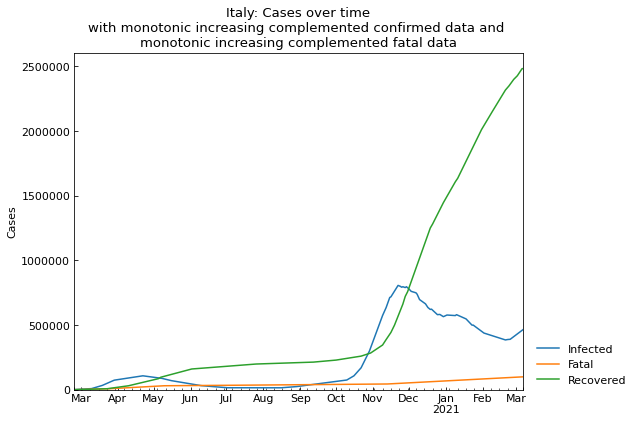 Italy: Cases over time
with monotonic increasing complemented confirmed data and
monotonic increasing complemented fatal data
2500000
2000000
1500000
1000000
500000
0
Cases
Mar Apr May Jun Jul Aug Sep Oct Nov Dec Jan Feb Mar
2021
Infected
Fatal
Recovered